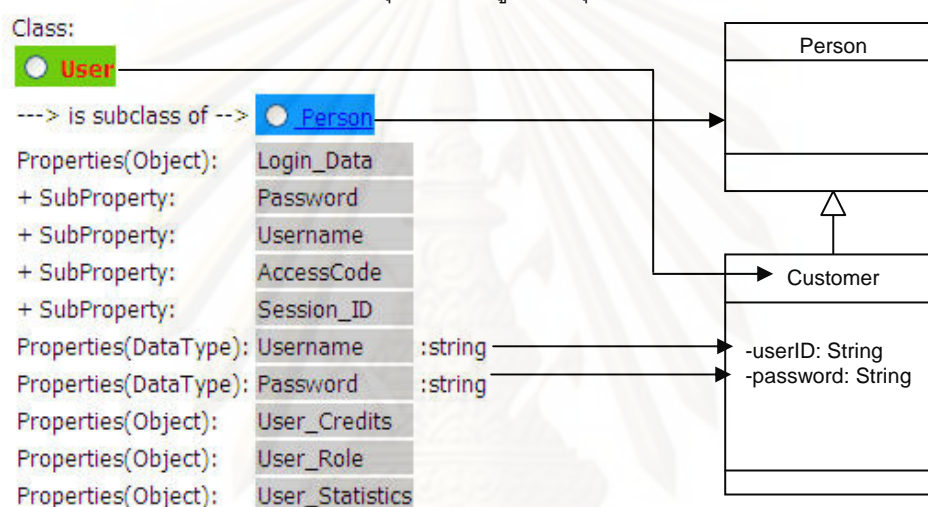 Class:
User
---> is subclass of --> Person
Properties(Object): Login_Data
+ SubProperty: Password
+ SubProperty: Username
+ SubProperty: AccessCode
+ SubProperty: Session_ID
Properties(DataType): Username :string
Properties(DataType): Password :string
Properties(Object): User_Credits
Properties(Object): User_Role
Properties(Object): User_Statistics
Person
Customer
-userID: String
-password: String